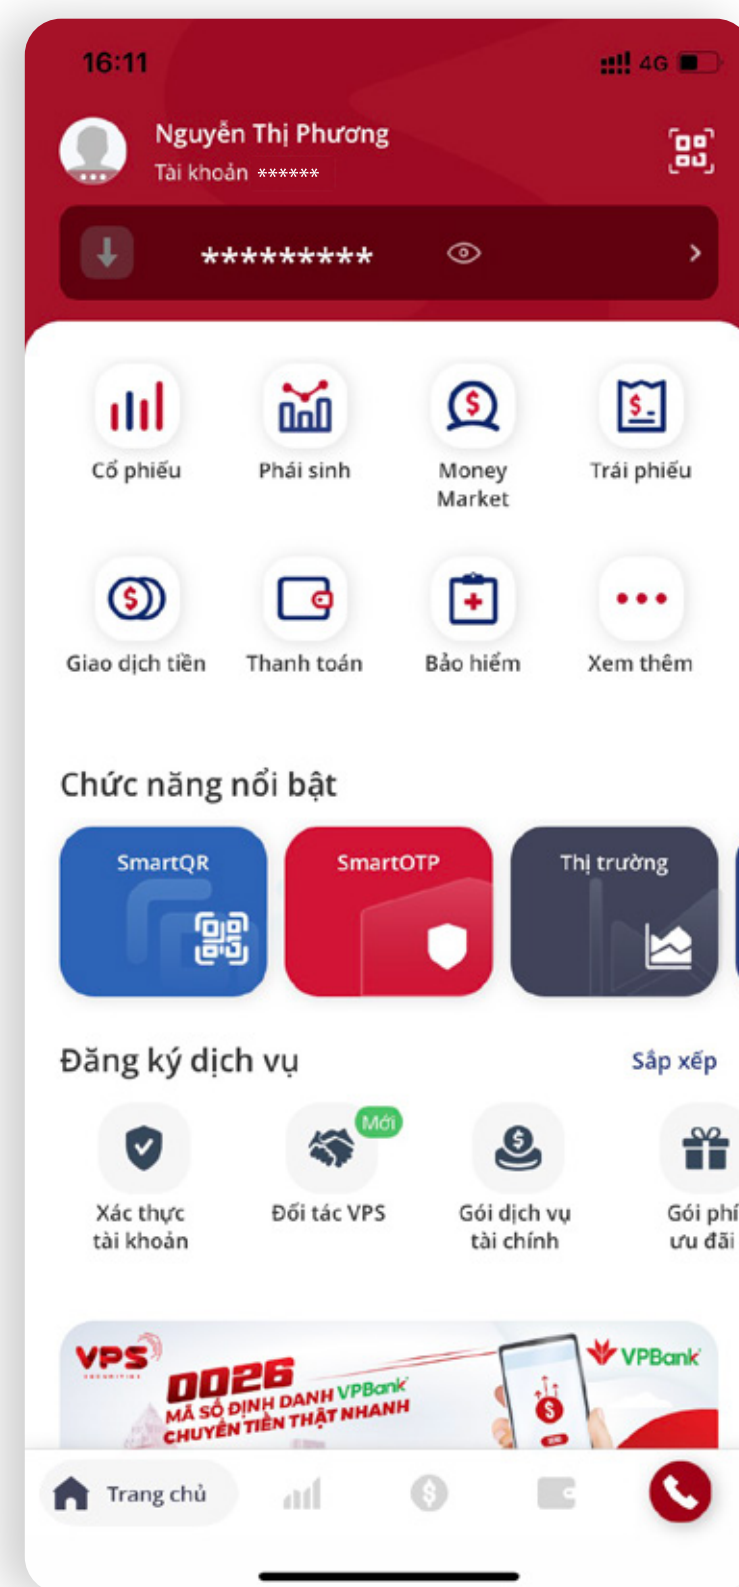 16:11
4G
Nguyễn Thị Phương
Tài khoản ******
*********
Cổ phiếu
Phái sinh
Money
Market
Trái phiếu
Giao dịch tiền
Thanh toán
Bảo hiểm
Xem thêm
Chức năng nổi bật
SmartQR
SmartOTP
Thị trường
Đăng ký dịch vụ
Sắp xếp
Xác thực
tài khoản
Mới
Đối tác VPS
Gói dịch vụ
tài chính
Gói phí
ưu đãi
VPS
SECURITIES
0026
MÃ SỐ ĐỊNH DANH VPBank
CHUYỂN TIỀN THẬT NHANH
VPBank
Trang chủ